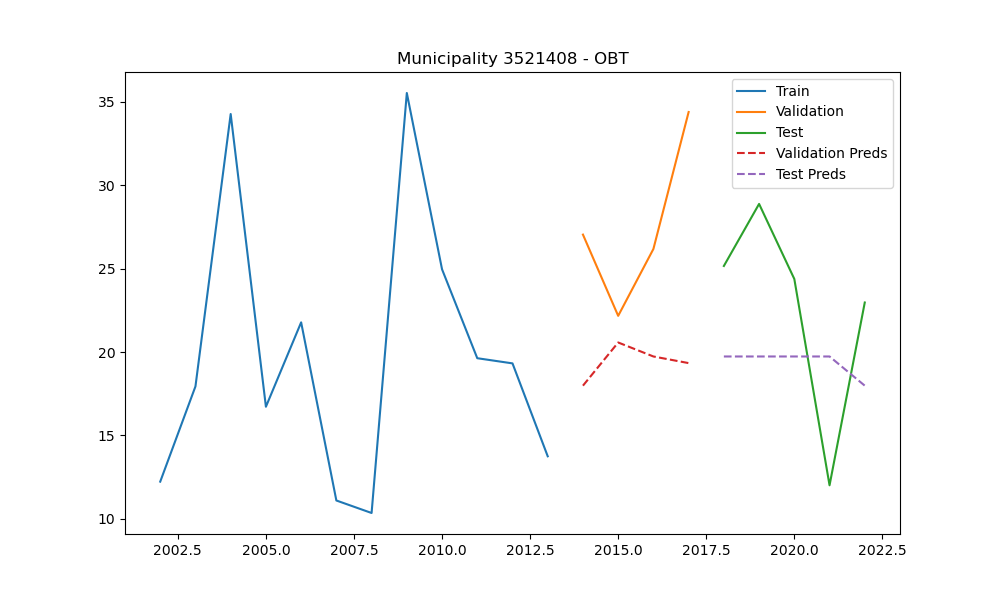 Municipality 3521408 - OBT
Train
Validation
Test
Validation Preds
Test Preds
35
30
25
20
15
10
2002.5 2005.0 2007.5 2010.0 2012.5 2015.0 2017.5 2020.0 2022.5